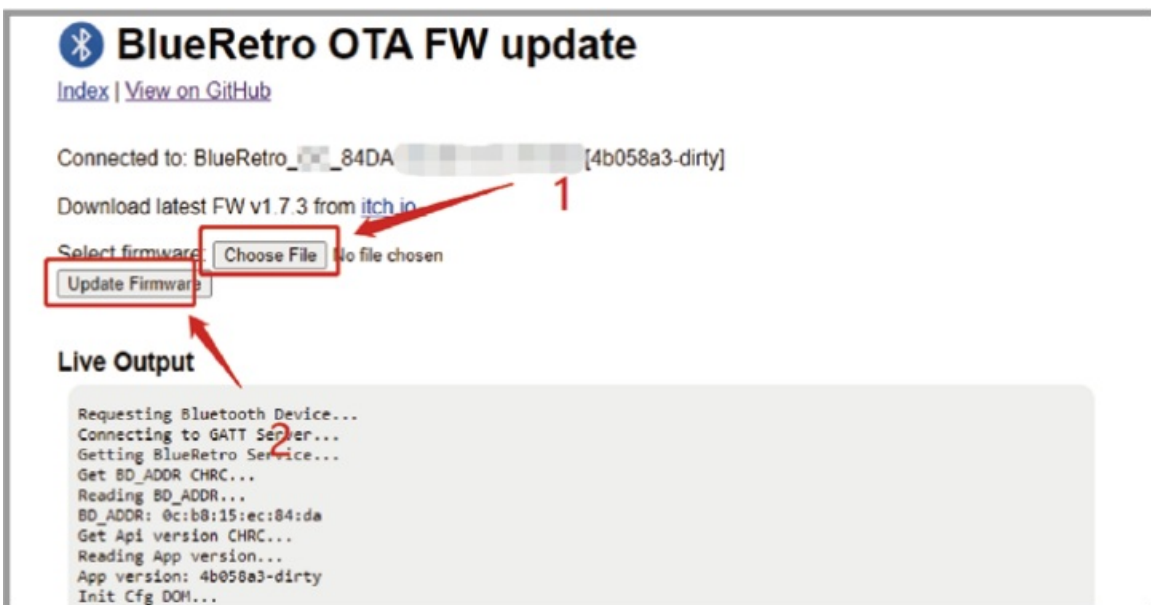 BlueRetro OTA FW update
Index | View on GitHub
Connected to: BlueRetro_ _84DA [4b058a3-dirty]
1
Download latest FW v1.7.3 from itch.io
Select firmware: Choose File No file chosen
Update Firmware
Live Output
Requesting Bluetooth Device...
Connecting to GATT Server...
2
Getting BlueRetro Service...
Get BD_ADDR CHRC...
Reading BD_ADDR...
BD_ADDR: 0c:b8:15:ec:84:da
Get Api version CHRC...
Reading App version...
App version: 4b058a3-dirty
Init Cfg DOM...